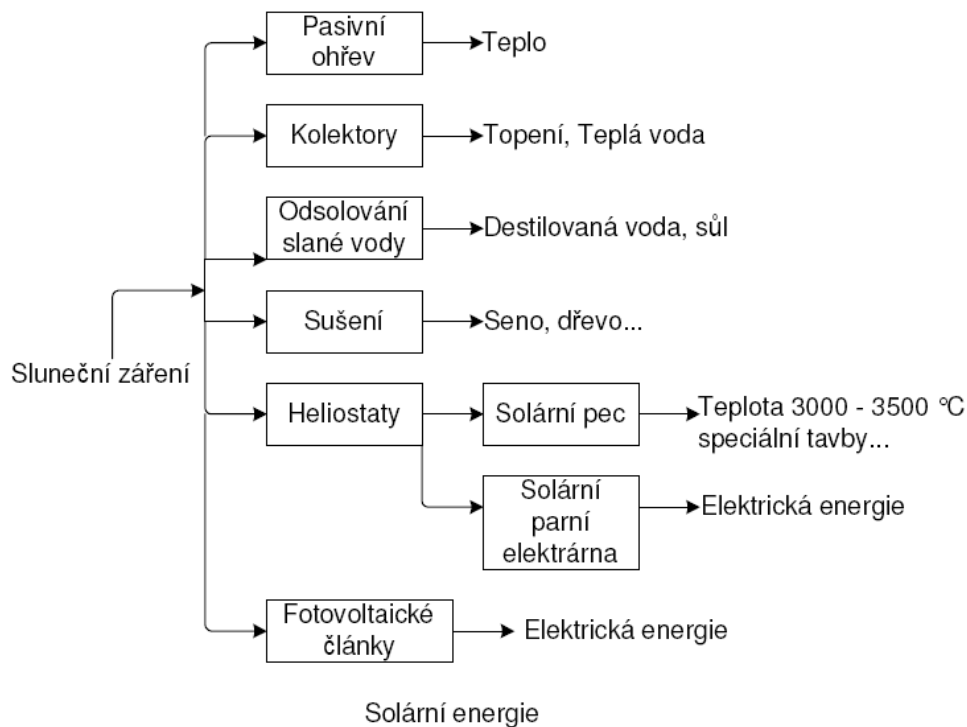 Pasivní
ohřev
Teplo
Kolektory
Topení, Teplá voda
Odsolování
slané vody
Destilovaná voda, sůl
Sušení
Seno, dřevo...
Sluneční záření
Heliostaty
Solární pec
Teplota 3000 - 3500 °C
speciální tavby...
Solární
parní
elektrárna
Elektrická energie
Fotovoltaické
články
Elektrická energie
Solární energie